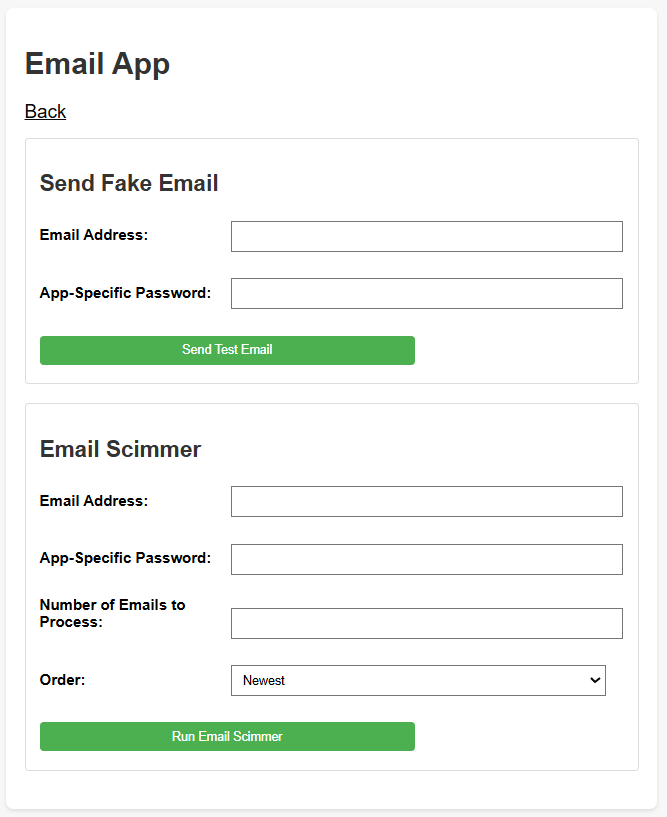 Email App
Back
Send Fake Email
Email Address:
App-Specific Password:
Send Test Email
Email Scimmer
Email Address:
App-Specific Password:
Number of Emails to
Process:
Order:
Newest
Run Email Scimmer